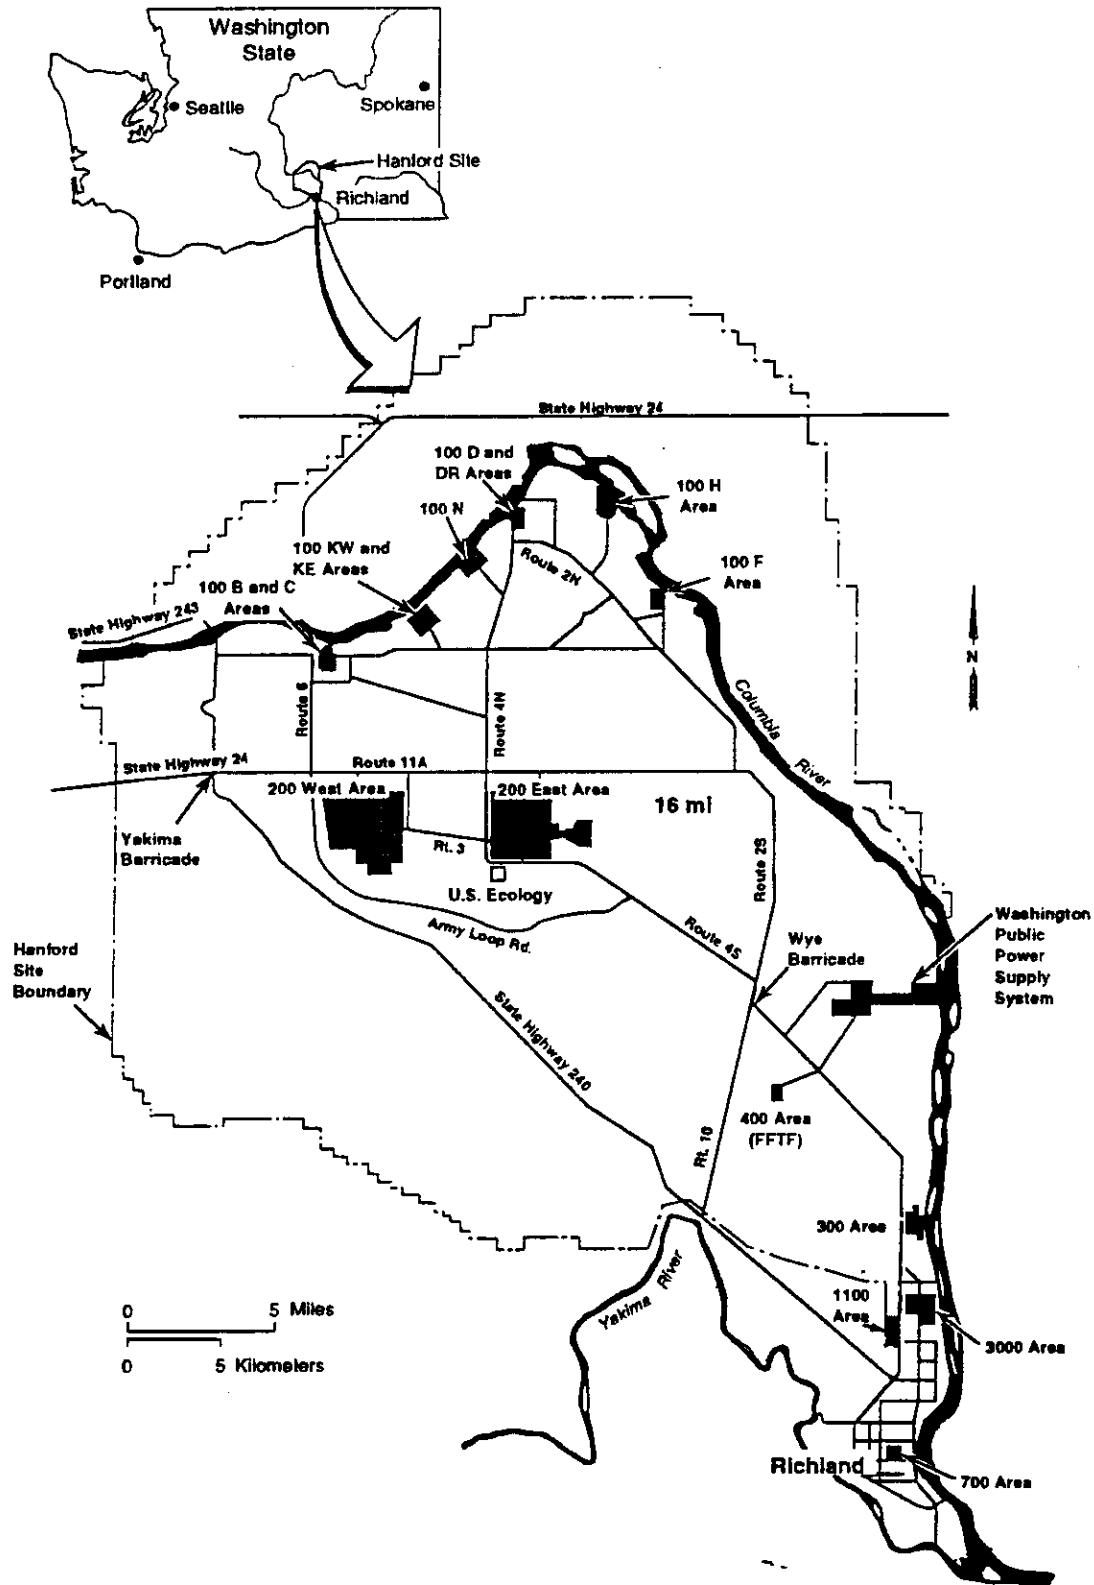 Washington
State
Seattle
Spokane
Hanford Site
Richland
Portland
State Highway 24
100 D and
DR Areas
100 H
Area
100 N
100 KW and
KE Areas
Route 2N
100 F
Area
100 B and C
Areas
State Highway 243
N
Route 6
Route 4N
Columbia
River
State Highway 24
Route 11A
200 West Area
200 East Area
16 mi
Yakima
Barricade
Rt. 3
Route 2S
U.S. Ecology
Army Loop Rd.
Route 4S
Wye
Barricade
Washington
Public
Power
Supply
System
Hanford
Site
Boundary
State Highway 240
400 Area
(FFTF)
Rt. 10
300 Area
Yakima River
1100
Area
3000 Area
0 5 Miles
0 5 Kilometers
Richland
700 Area